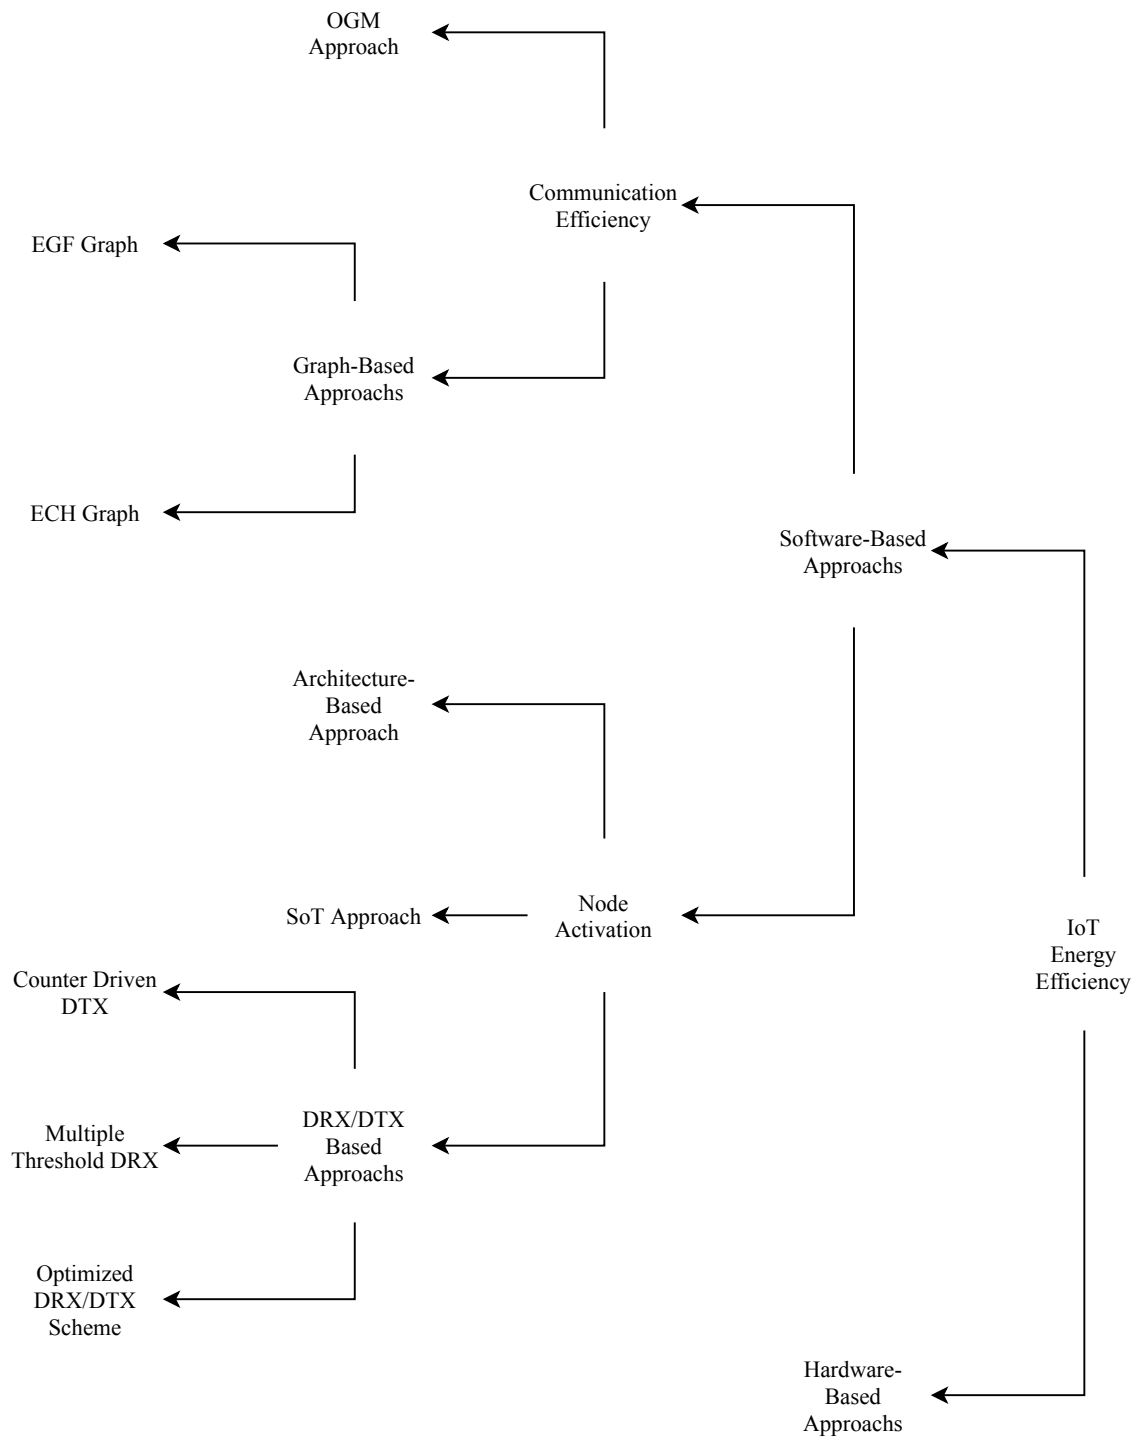 OGM
Approach
Communication
Efficiency
EGF Graph
Graph-Based
Approachs
ECH Graph
Software-Based
Approachs
Architecture-
Based
Approach
SoT Approach
Node
Activation
IoT
Energy
Efficiency
Counter Driven
DTX
Multiple
Threshold DRX
DRX/DTX
Based
Approachs
Optimized
DRX/DTX
Scheme
Hardware-
Based
Approachs